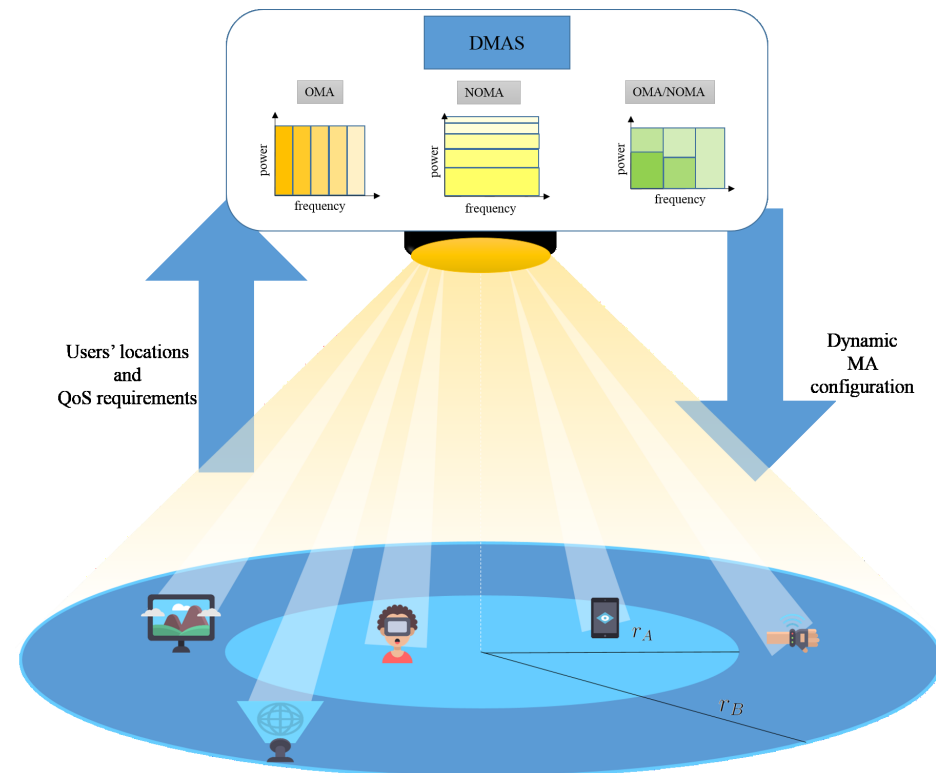 DMAS
OMA
NOMA
OMA/NOMA
power
frequency
power
frequency
power
frequency
Users’ locations
and
QoS requirements
Dynamic
MA
configuration
r_A
r_B